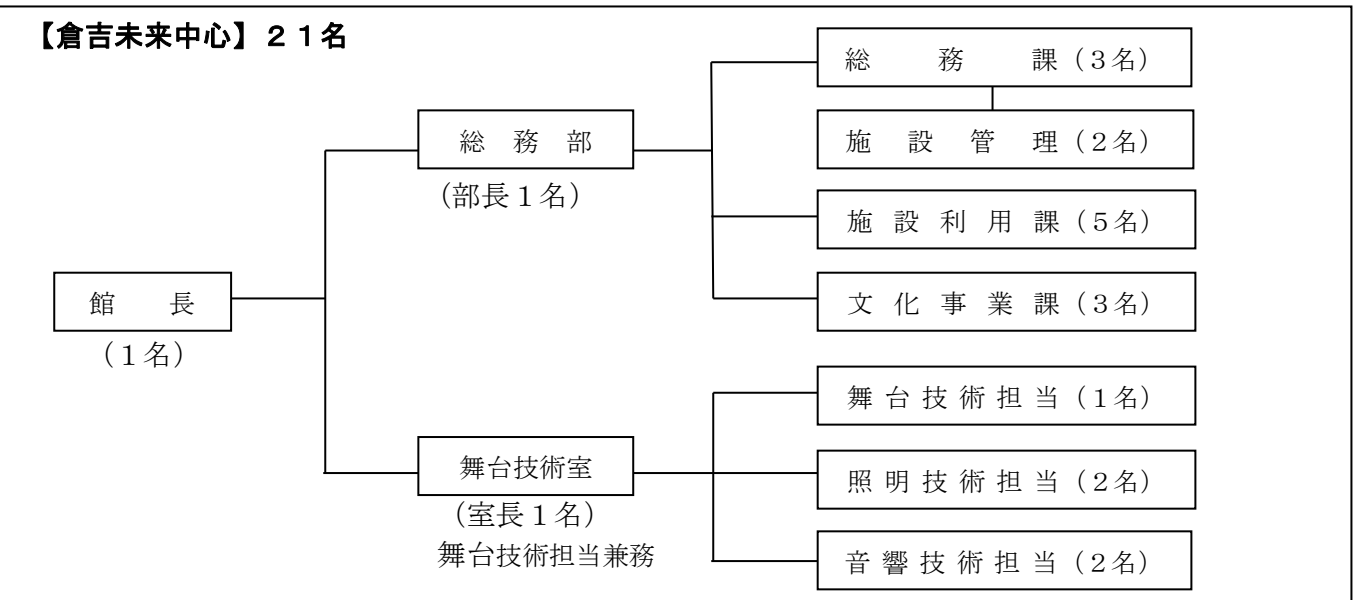 【倉吉未来中心】２１名
館長
（１名）
総務部
（部長１名）
総務課（３名）
施設管理（２名）
施設利用課（５名）
文化事業課（３名）
舞台技術室
（室長１名）
舞台技術担当兼務
舞台技術担当（１名）
照明技術担当（２名）
音響技術担当（２名）